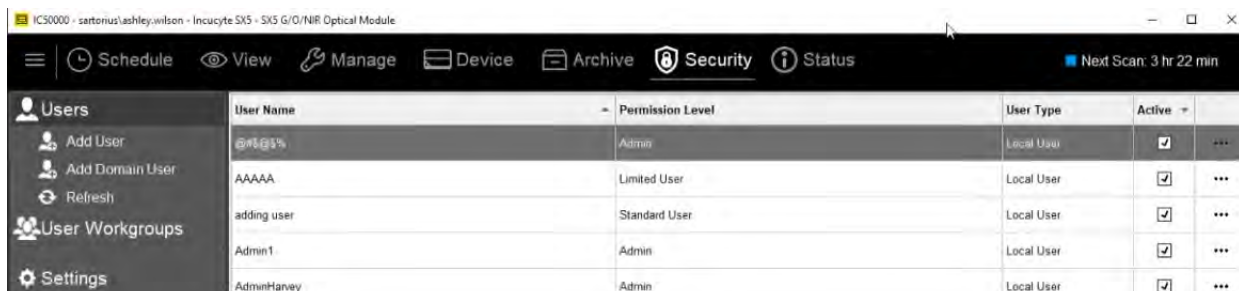 IC50000 - sartorius\ashley.wilson - Incucyte SX5 - SX5 G/O/NIR Optical Module
Schedule View Manage Device Archive Security Status Next Scan: 3 hr 22 min
Users User Name Permission Level User Type Active
Add User @#$@$% Admin Local User
Add Domain User AAAAA Limited User Local User
Refresh
adding user Standard User Local User
User Workgroups
Admin1 Admin Local User
Settings
AdminHarvey Admin Local User